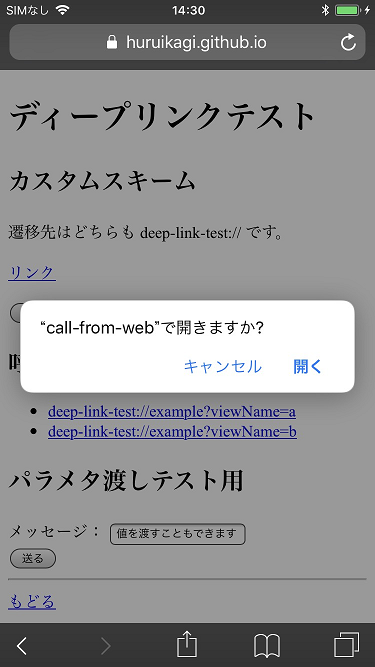 SIMなし 14:30
huruikagi.github.io
ディープリンクテスト
カスタムスキーム
遷移先はどちらも deep-link-test:// です。
リンク
“call-from-web”で開きますか?
キャンセル 開く
deep-link-test://example?viewName=a
deep-link-test://example?viewName=b
パラメタ渡しテスト用
メッセージ： 値を渡すこともできます
送る
もどる